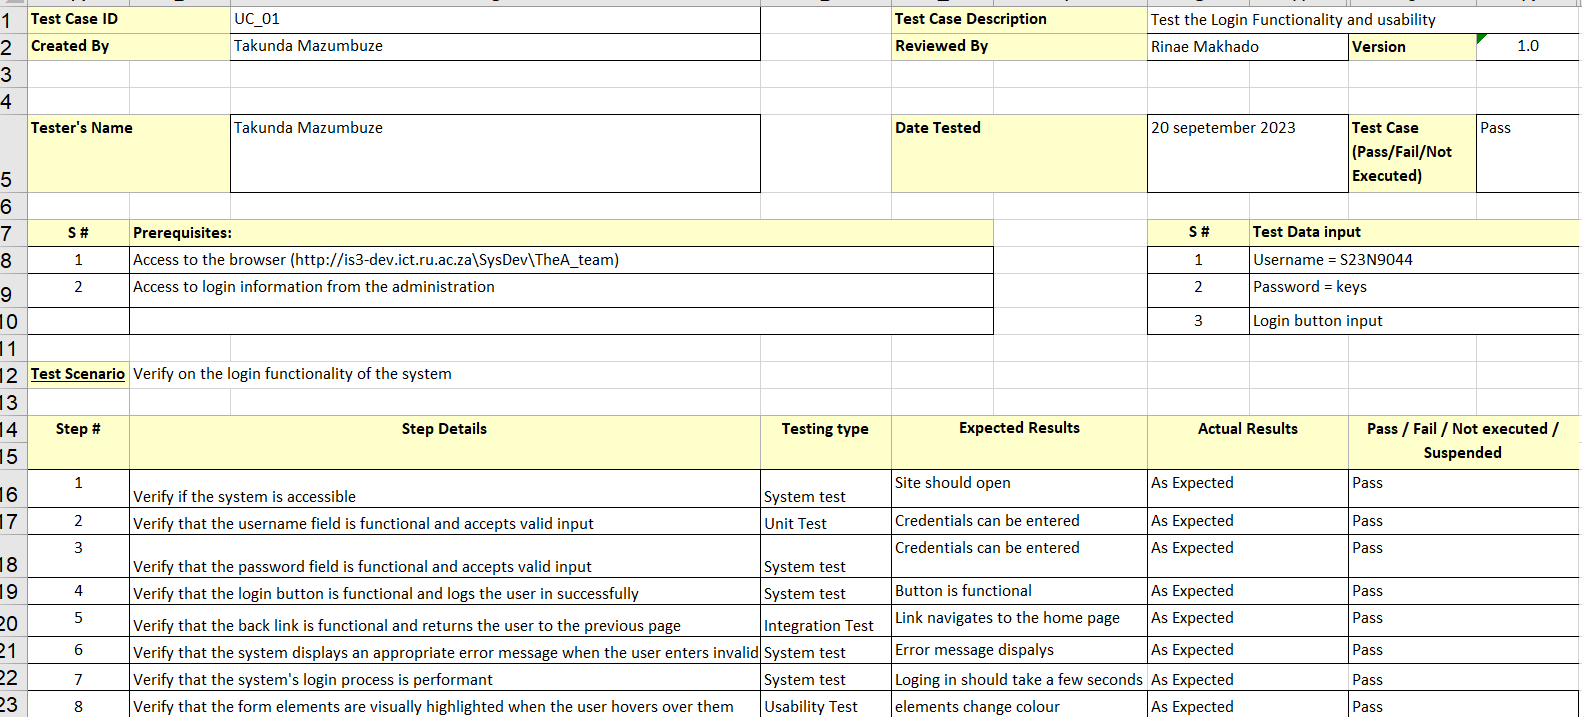 1 Test Case ID UC_01 Test Case Description Test the Login Functionality and usability
2 Created By Takunda Mazumbuze Reviewed By Rinae Makhado Version 1.0
3
4
Tester's Name Takunda Mazumbuze Date Tested 20 sepetember 2023 Test Case Pass
(Pass/Fail/Not
5 Executed)
6
7 S # Prerequisites: S # Test Data input
8 1 Access to the browser (http://is3-dev.ict.ru.ac.za\SysDev\TheA_team) 1 Username = S23N9044
9 2 Access to login information from the administration 2 Password = keys
10 3 Login button input
11
12 Test Scenario Verify on the login functionality of the system
13
14 Step # Step Details Testing type Expected Results Actual Results Pass / Fail / Not executed /
15 Suspended
16 1 Verify if the system is accessible System test Site should open As Expected Pass
17 2 Verify that the username field is functional and accepts valid input Unit Test Credentials can be entered As Expected Pass
18 3 Verify that the password field is functional and accepts valid input System test Credentials can be entered As Expected Pass
19 4 Verify that the login button is functional and logs the user in successfully System test Button is functional As Expected Pass
20 5 Verify that the back link is functional and returns the user to the previous page Integration Test Link navigates to the home page As Expected Pass
21 6 Verify that the system displays an appropriate error message when the user enters invalid System test Error message dispalys As Expected Pass
22 7 Verify that the system's login process is performant System test Loging in should take a few seconds As Expected Pass
23 8 Verify that the form elements are visually highlighted when the user hovers over them Usability Test elements change colour As Expected Pass